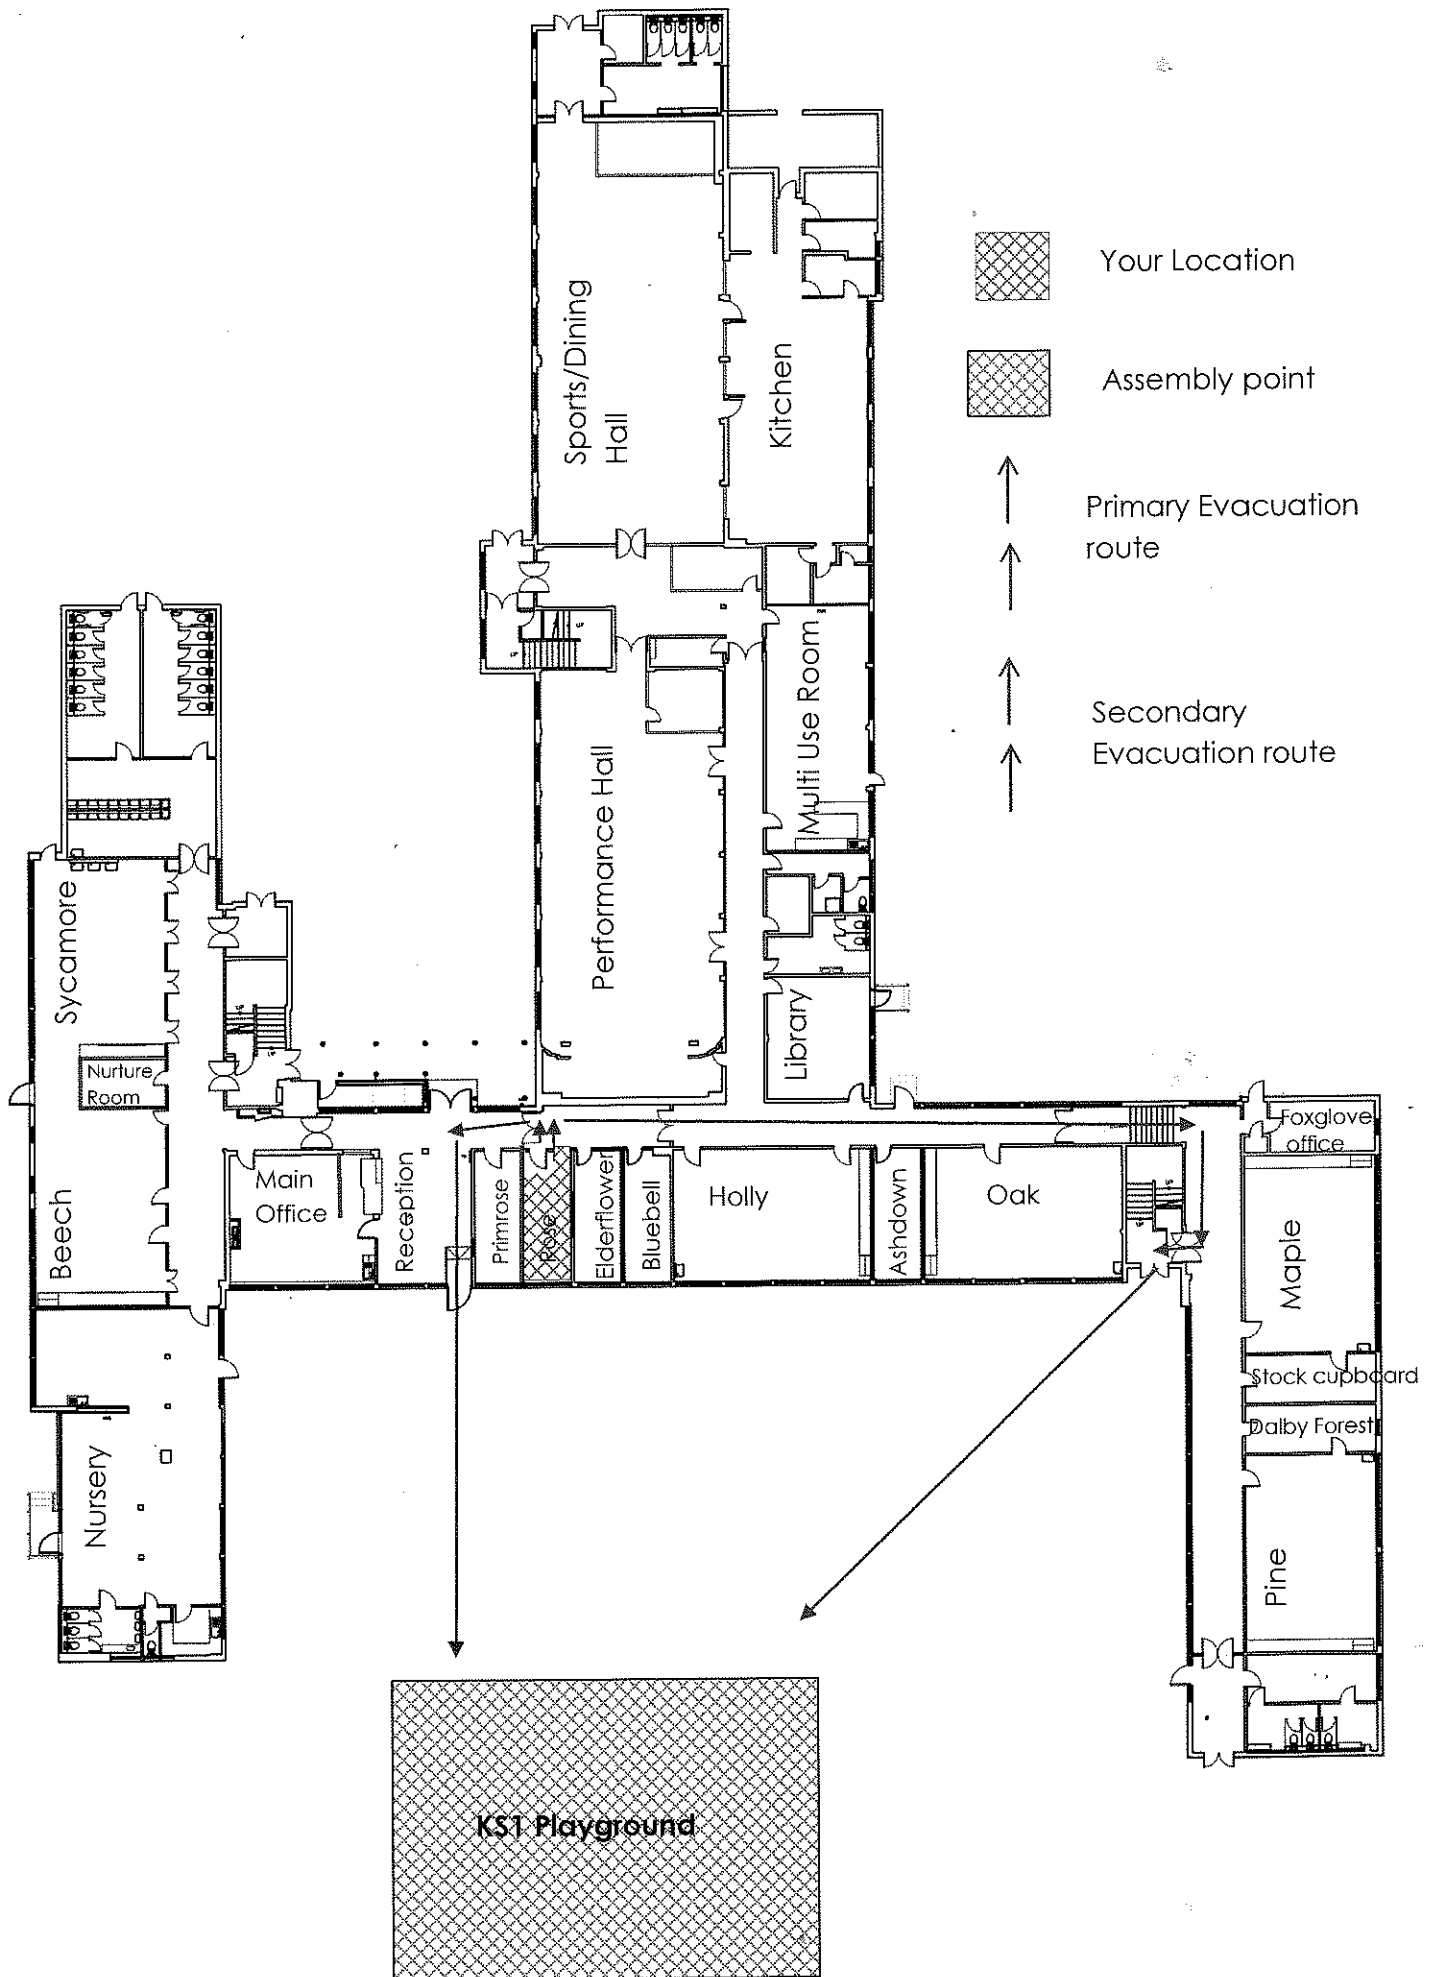 Your Location
Assembly point
Primary Evacuation
route
Secondary
Evacuation route
Sports/Dining
Hall
Kitchen
Multi Use Room
Performance Hall
Library
Sycamore
Nurture
Room
Beech
Main
Office
Reception
Primrose
Rose
Elderflower
Bluebell
Holly
Ashdown
Oak
Foxglove
office
Maple
Stock cupboard
Dalby Forest
Pine
Nursery
KS1 Playground